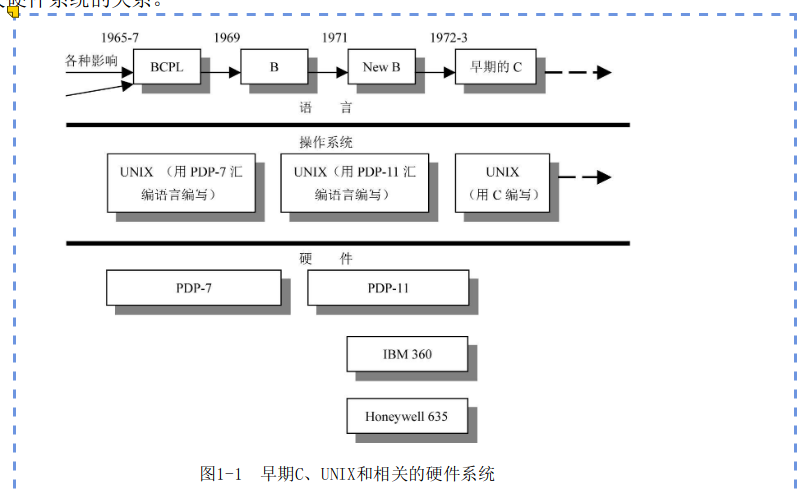 硬件系统的关系。
1965-7 1969 1971 1972-3
各种影响 BCPL B New B 早期的 C
语 言
操作系统
UNIX （用 PDP-7 汇 UNIX（用 PDP-11 汇 UNIX
编语言编写） 编语言编写） （用 C 编写）
硬 件
PDP-7 PDP-11
IBM 360
Honeywell 635
图1-1 早期C、UNIX和相关的硬件系统